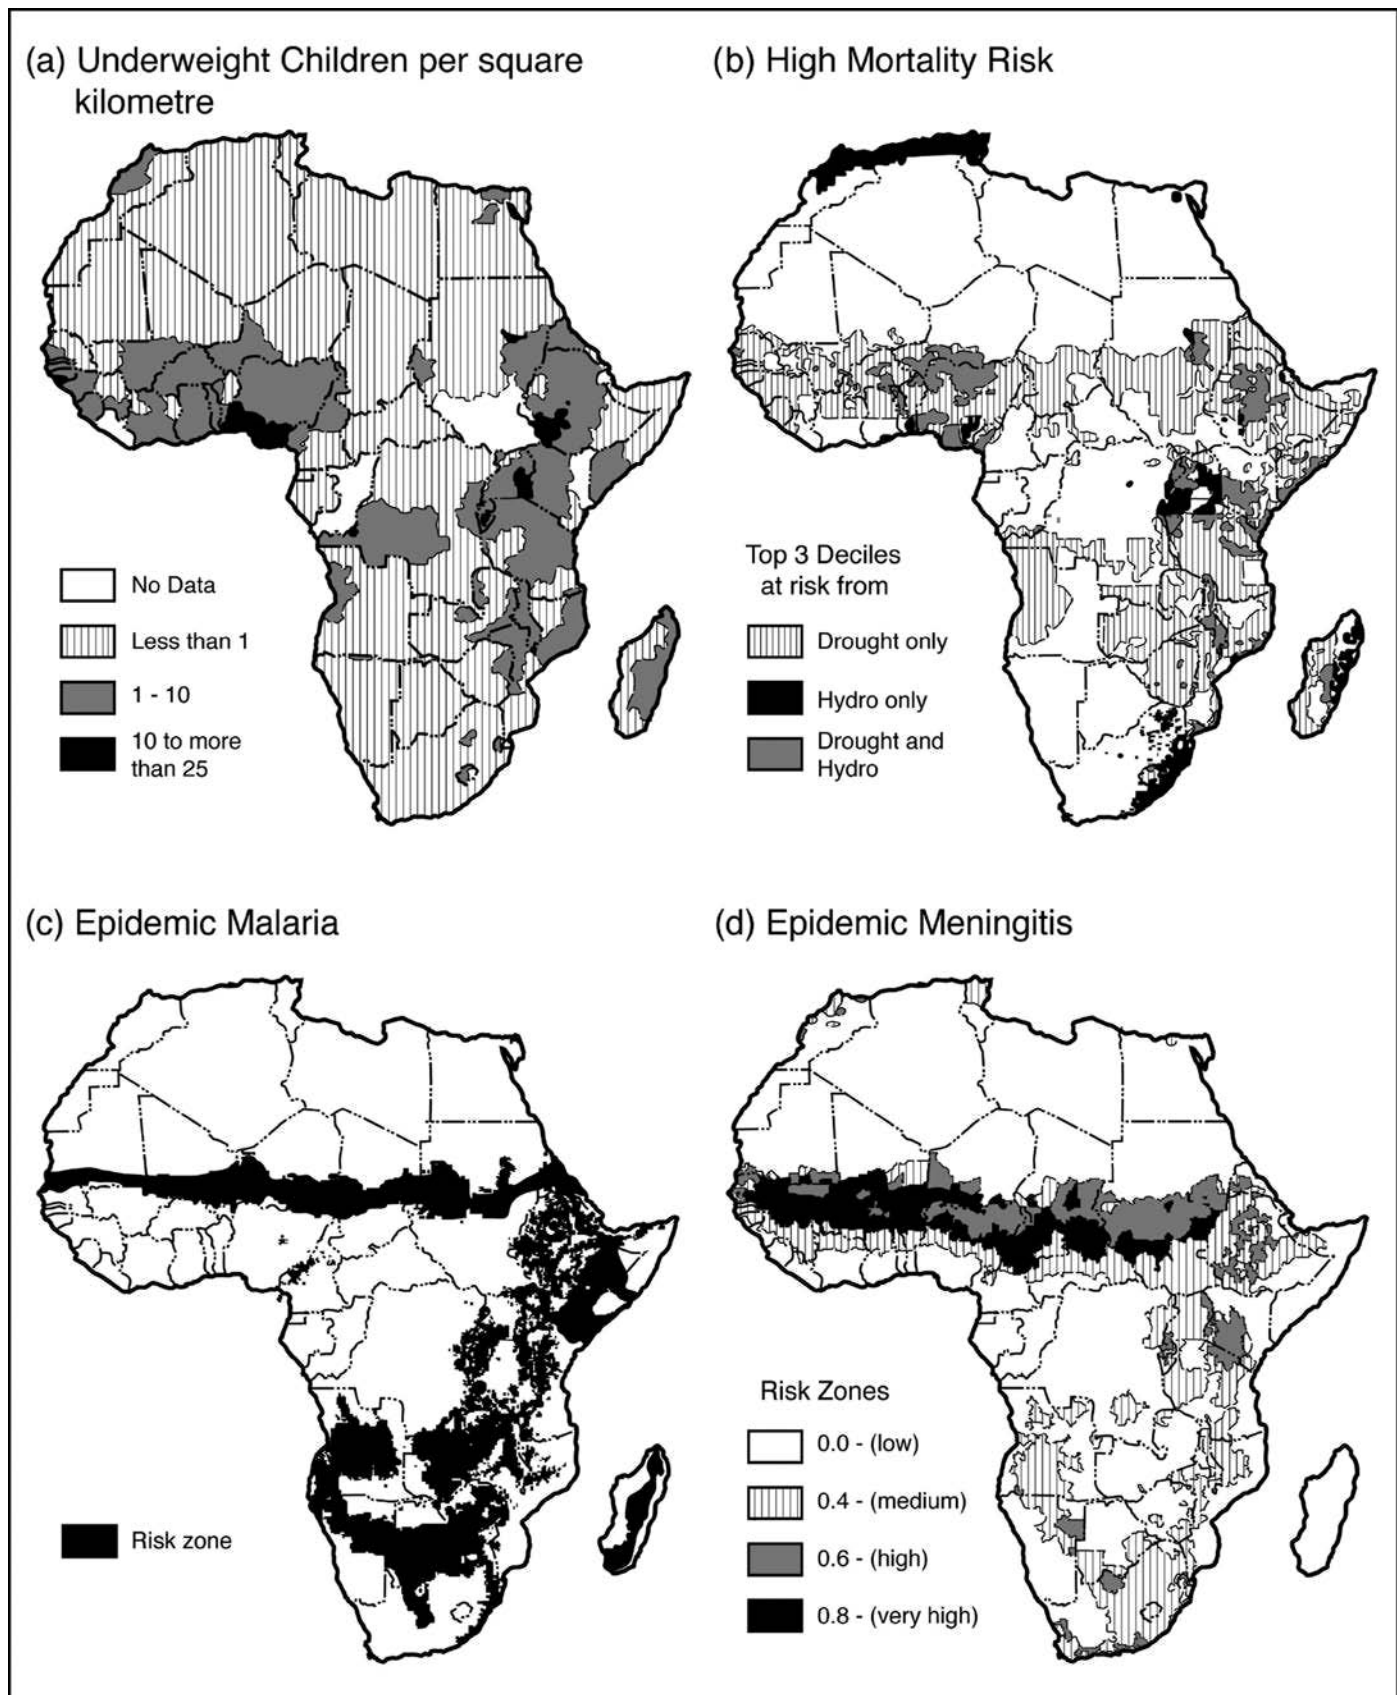 (a) Underweight Children per square
kilometre
No Data
Less than 1
1 - 10
10 to more
than 25
(b) High Mortality Risk
Top 3 Deciles
at risk from
Drought only
Hydro only
Drought and
Hydro
(c) Epidemic Malaria
Risk zone
(d) Epidemic Meningitis
Risk Zones
0.0 - (low)
0.4 - (medium)
0.6 - (high)
0.8 - (very high)